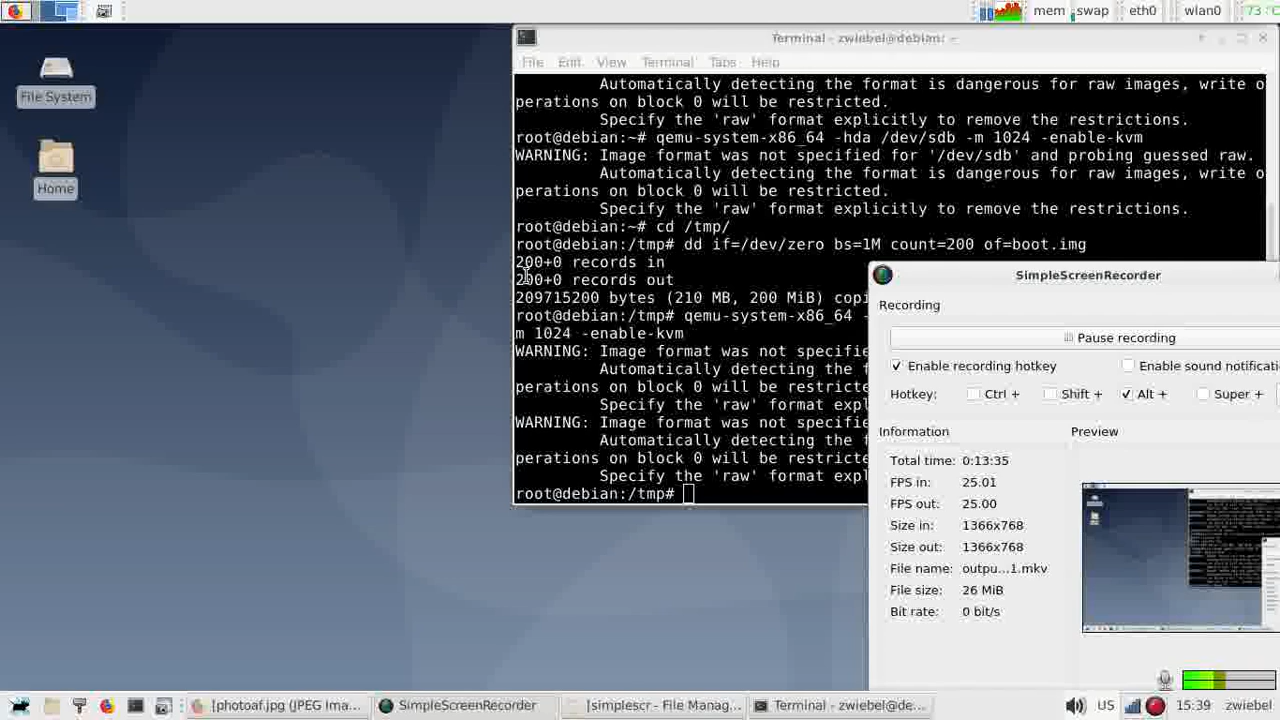 mem
swap
eth0
wlan0
73 °C
Terminal - zwiebel@debian: ~
File Edit View Terminal Tabs Help
File System
Home
Automatically detecting the format is dangerous for raw images, write o
perations on block 0 will be restricted.
Specify the 'raw' format explicitly to remove the restrictions.
root@debian:~# qemu-system-x86_64 -hda /dev/sdb -m 1024 -enable-kvm
WARNING: Image format was not specified for '/dev/sdb' and probing guessed raw.
Automatically detecting the format is dangerous for raw images, write o
perations on block 0 will be restricted.
Specify the 'raw' format explicitly to remove the restrictions.
root@debian:~# cd /tmp/
root@debian:/tmp# dd if=/dev/zero bs=1M count=200 of=boot.img
200+0 records in
200+0 records out
209715200 bytes (210 MB, 200 MiB) copi
root@debian:/tmp# qemu-system-x86_64 -
m 1024 -enable-kvm
WARNING: Image format was not specifie
Automatically detecting the f
perations on block 0 will be restricte
Specify the 'raw' format expl
WARNING: Image format was not specifie
Automatically detecting the f
perations on block 0 will be restricte
Specify the 'raw' format expl
root@debian:/tmp#
SimpleScreenRecorder
Recording
Pause recording
Enable recording hotkey
Enable sound notificati
Hotkey: Ctrl + Shift + Alt + Super +
Information
Preview
Total time: 0:13:35
FPS in: 25.01
FPS out: 25.00
Size in: 1366x768
Size out: 1366x768
File name: outpu...1.mkv
File size: 26 MiB
Bit rate: 0 bit/s
[photoaf.jpg (JPEG Ima...
SimpleScreenRecorder
[simplescr - File Manag...
Terminal - zwiebel@de...
US
15:39
zwiebel